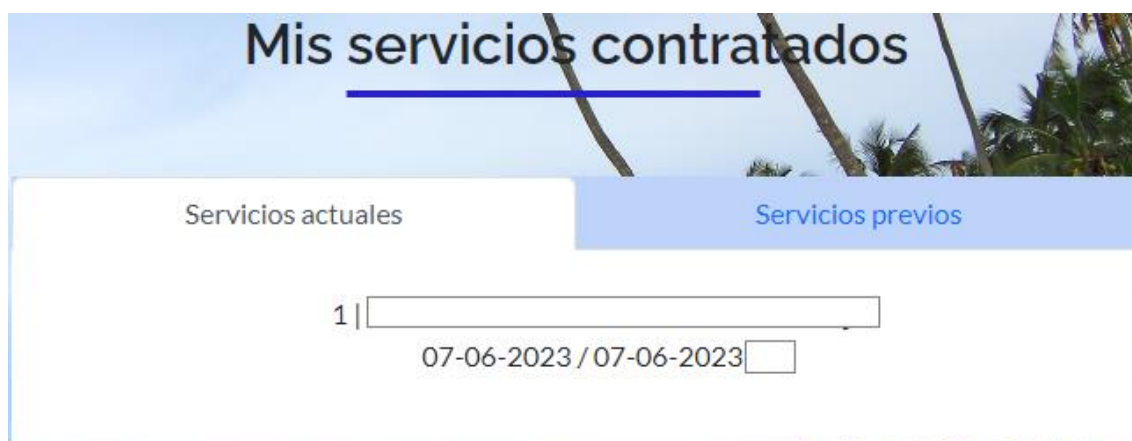 Mis servicios contratados
Servicios actuales
Servicios previos
1 |
07-06-2023 / 07-06-2023